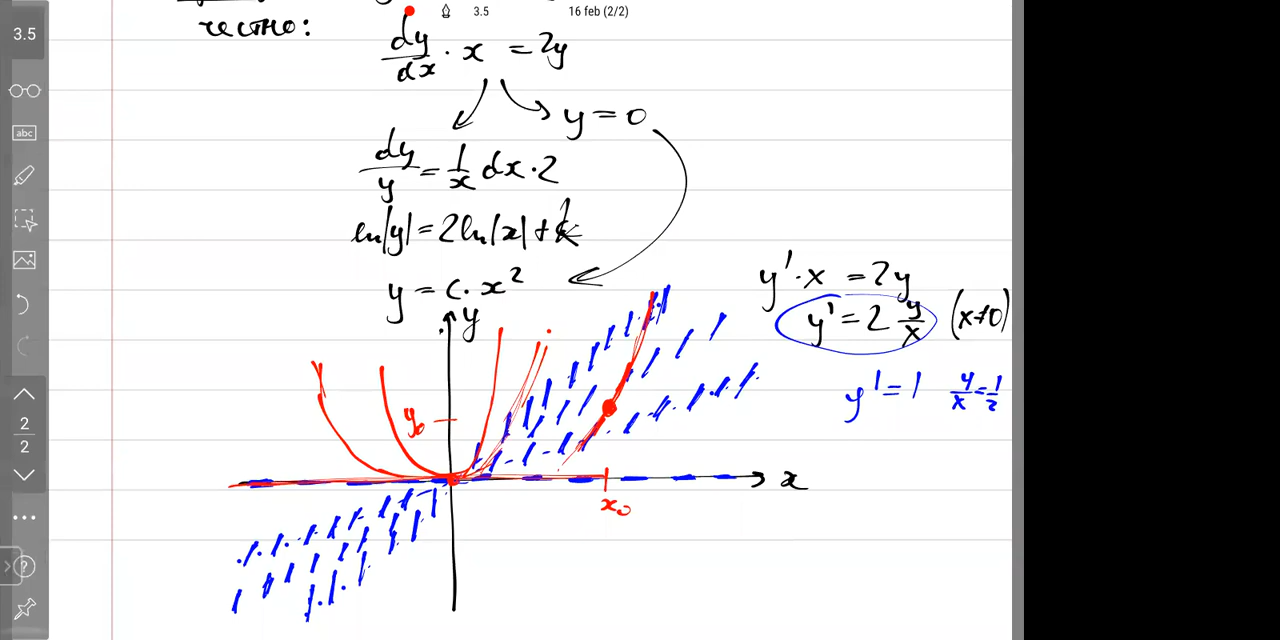 3.5
3.5 16 feb (2/2)
честно:
dy/dx · x = 2y
y = 0
dy/y = 1/x dx · 2
ln|y| = 2ln|x| + k
y = C · x²
y
y' · x = 2y
y' = 2 y/x (x≠0)
y' = 1 y/x = 1/2
y₀
x
x₀
abc
2
2